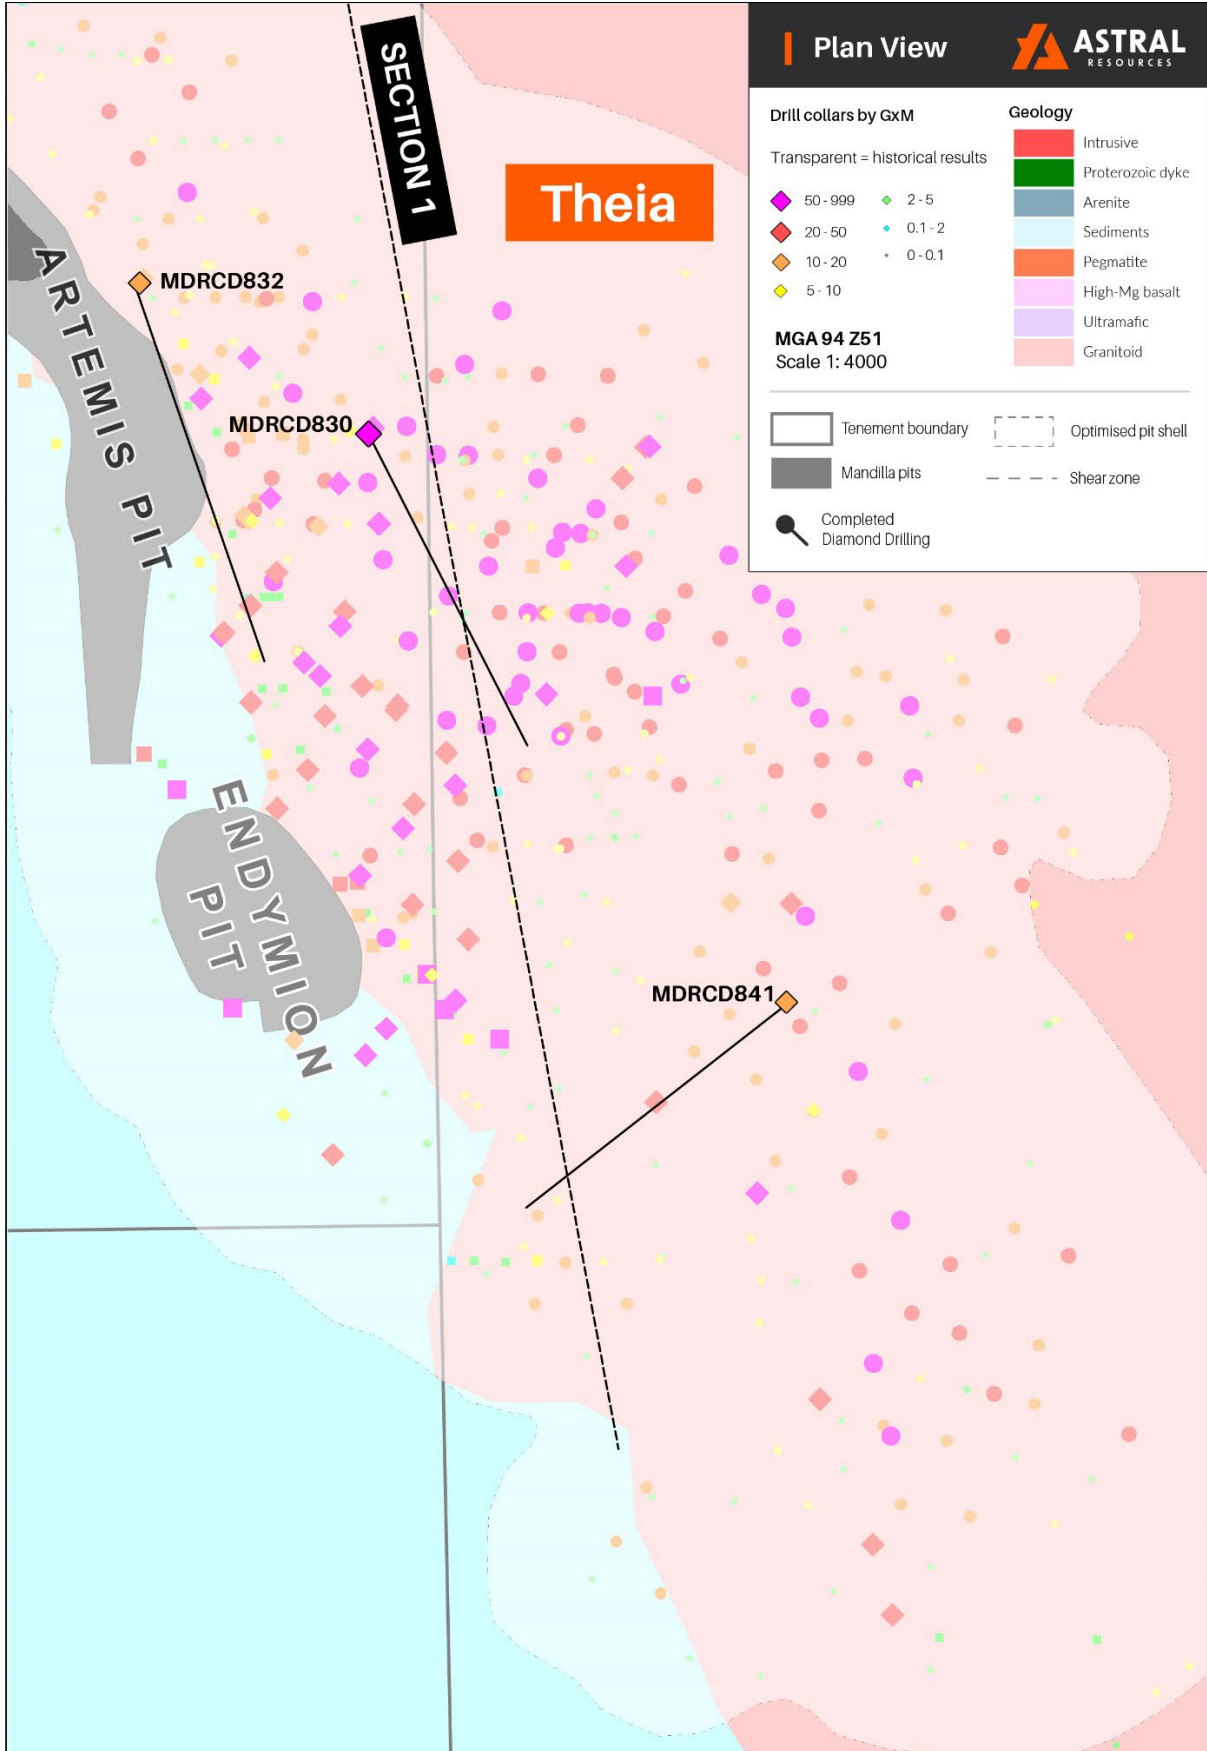 Plan View
ASTRAL
RESOURCES
Drill collars by GxM
Transparent = historical results
50 - 999
20 - 50
10 - 20
5 - 10
2 - 5
0.1 - 2
0 - 0.1
MGA 94 Z51
Scale 1: 4000
Geology
Intrusive
Proterozoic dyke
Arenite
Sediments
Pegmatite
High-Mg basalt
Ultramafic
Granitoid
Tenement boundary
Optimised pit shell
Mandilla pits
Shear zone
Completed
Diamond Drilling
SECTION 1
Theia
MDRCD832
ARTEMIS PIT
MDRCD830
ENDYMION
PIT
MDRCD841